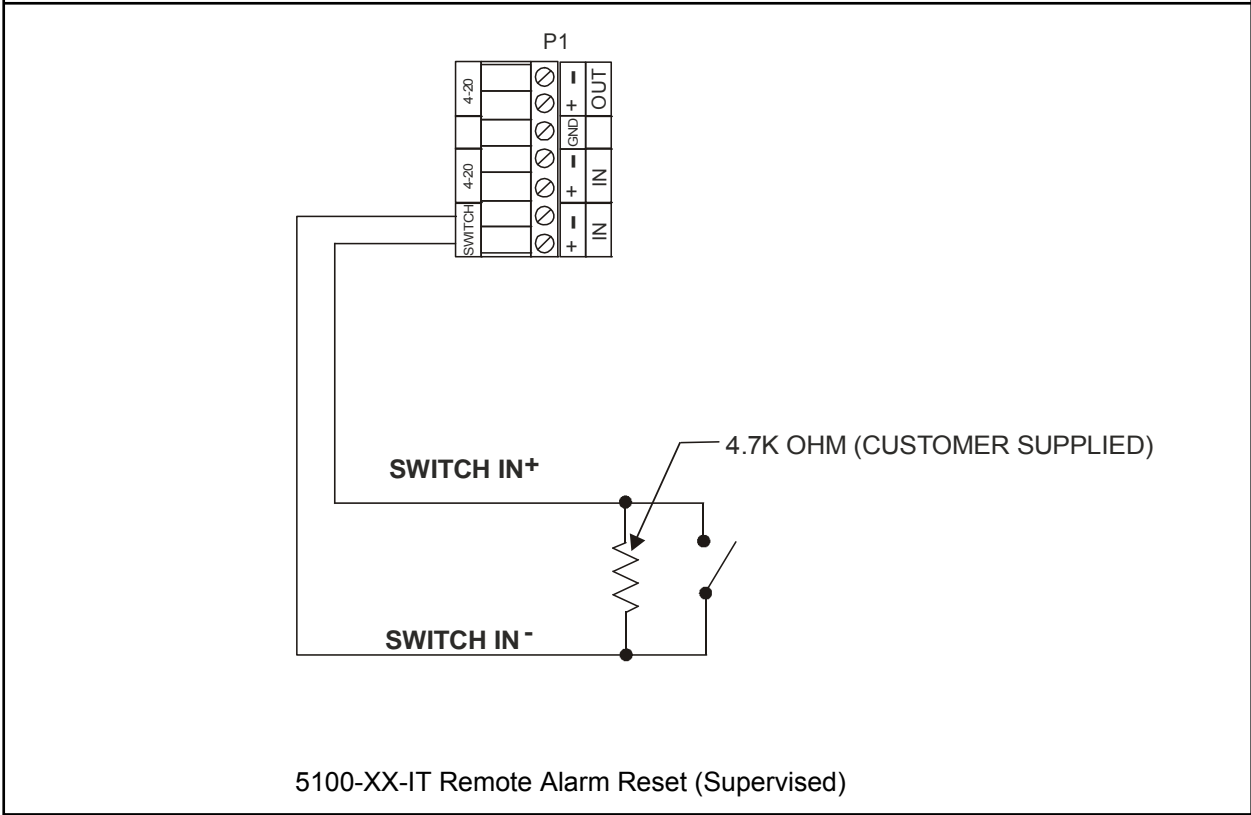 P1
4-20
-
+
OUT
GND
4-20
-
+
IN
SWITCH
-
+
IN
4.7K OHM (CUSTOMER SUPPLIED)
SWITCH IN+
SWITCH IN -
5100-XX-IT Remote Alarm Reset (Supervised)